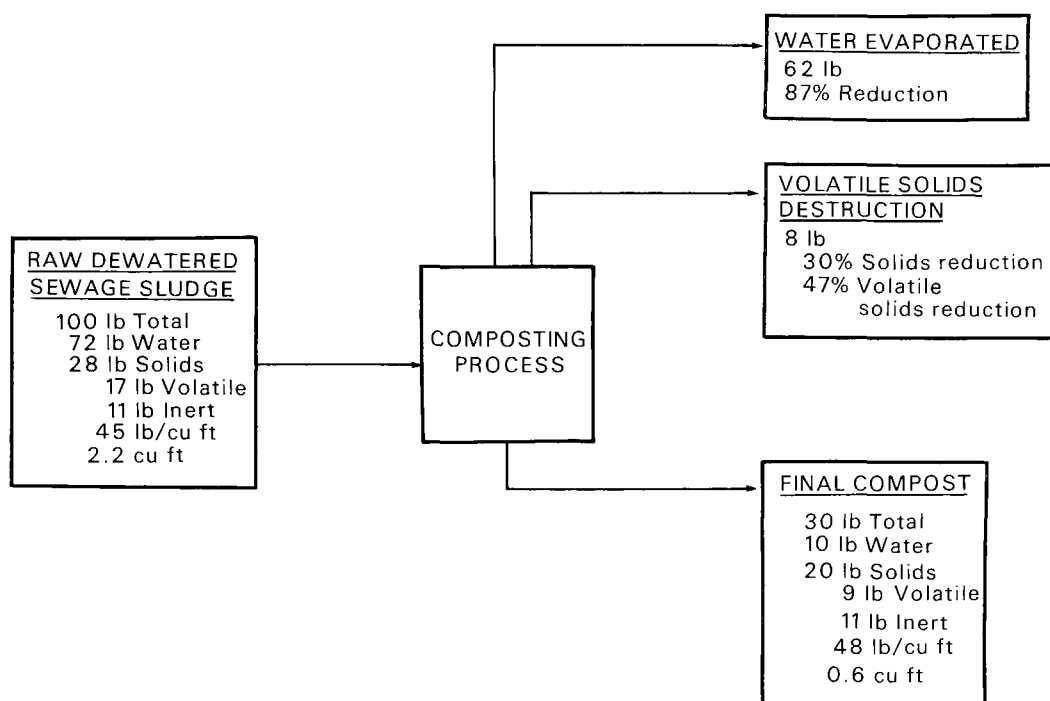 WATER EVAPORATED
62 lb
87% Reduction
VOLATILE SOLIDS
DESTRUCTION
8 lb
30% Solids reduction
47% Volatile
solids reduction
RAW DEWATERED
SEWAGE SLUDGE
100 lb Total
72 lb Water
28 lb Solids
17 lb Volatile
11 lb Inert
45 lb/cu ft
2.2 cu ft
COMPOSTING
PROCESS
FINAL COMPOST
30 lb Total
10 lb Water
20 lb Solids
9 lb Volatile
11 lb Inert
48 lb/cu ft
0.6 cu ft